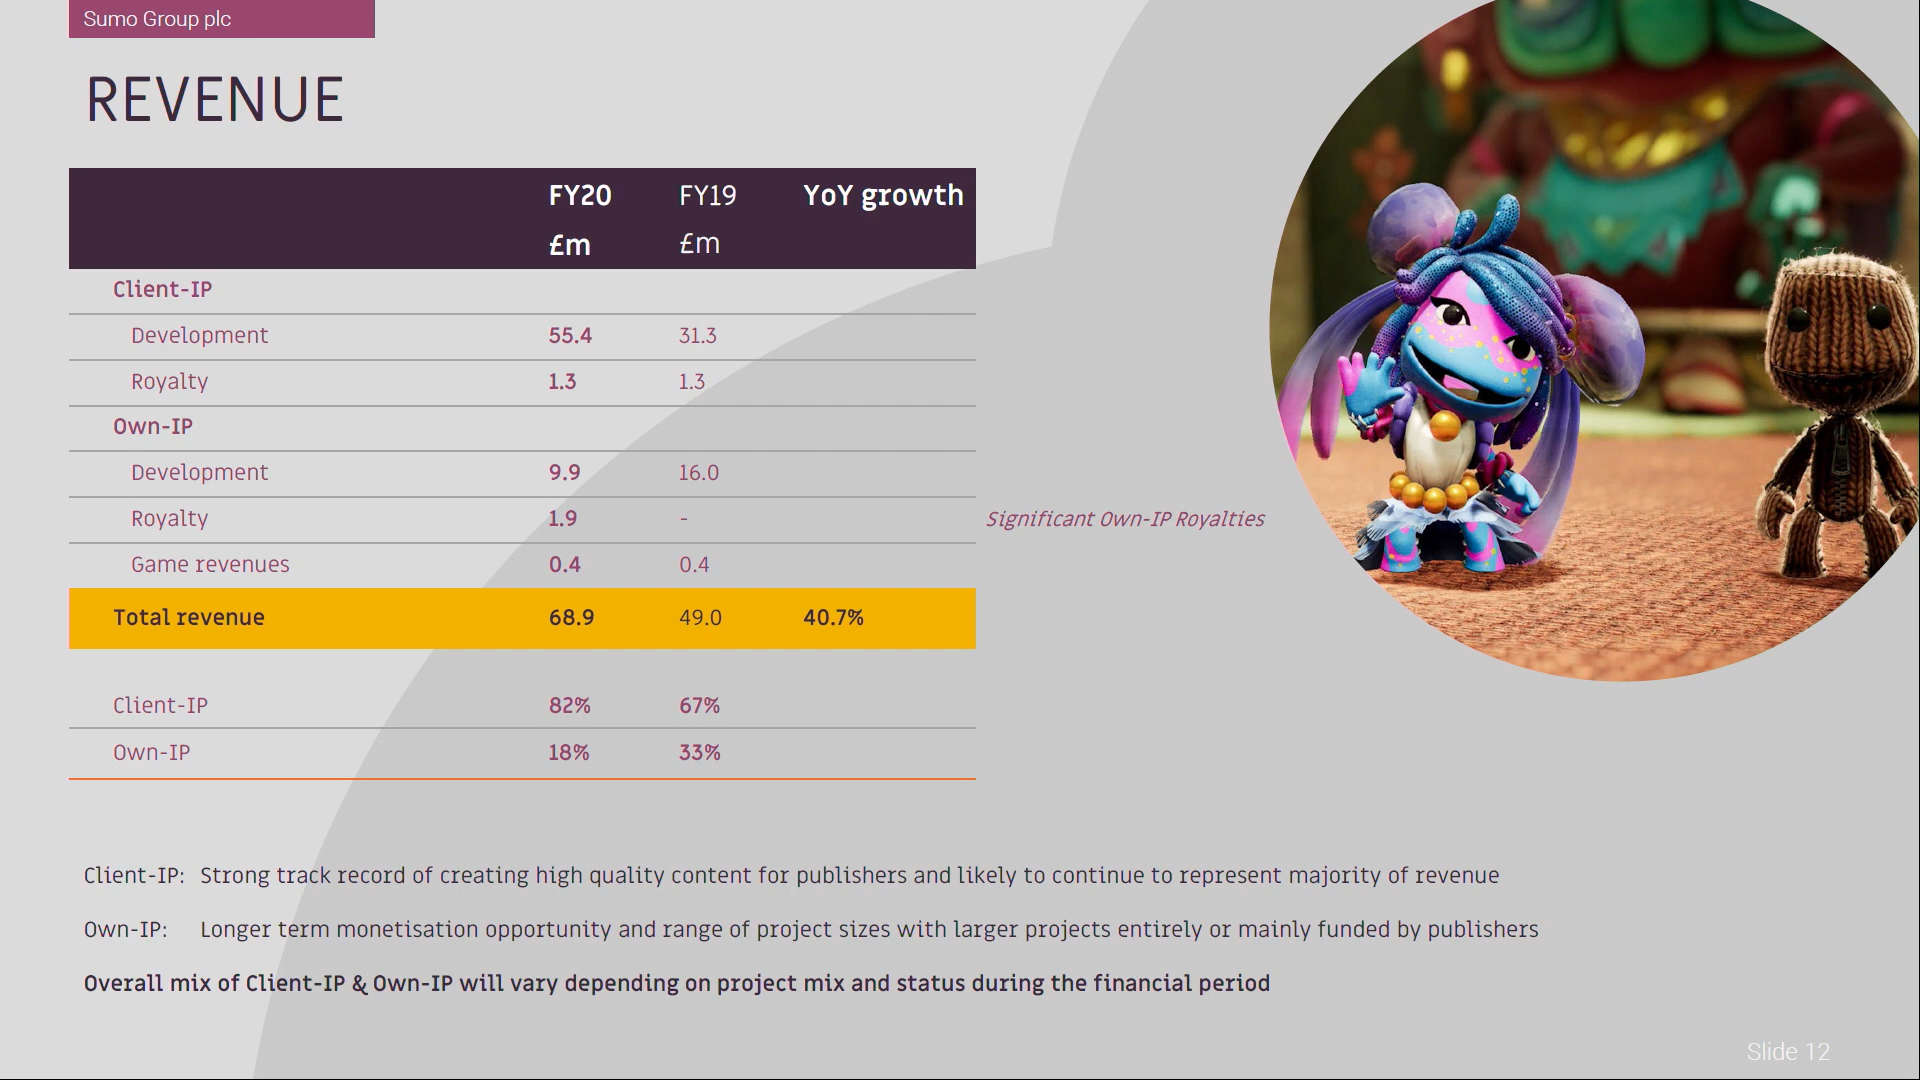 Sumo Group plc
REVENUE
FY20 FY19 YoY growth
£m £m
Client-IP
Development 55.4 31.3
Royalty 1.3 1.3
Own-IP
Development 9.9 16.0
Royalty 1.9 - Significant Own-IP Royalties
Game revenues 0.4 0.4
Total revenue 68.9 49.0 40.7%
Client-IP 82% 67%
Own-IP 18% 33%
Client-IP: Strong track record of creating high quality content for publishers and likely to continue to represent majority of revenue
Own-IP: Longer term monetisation opportunity and range of project sizes with larger projects entirely or mainly funded by publishers
Overall mix of Client-IP & Own-IP will vary depending on project mix and status during the financial period
Slide 12